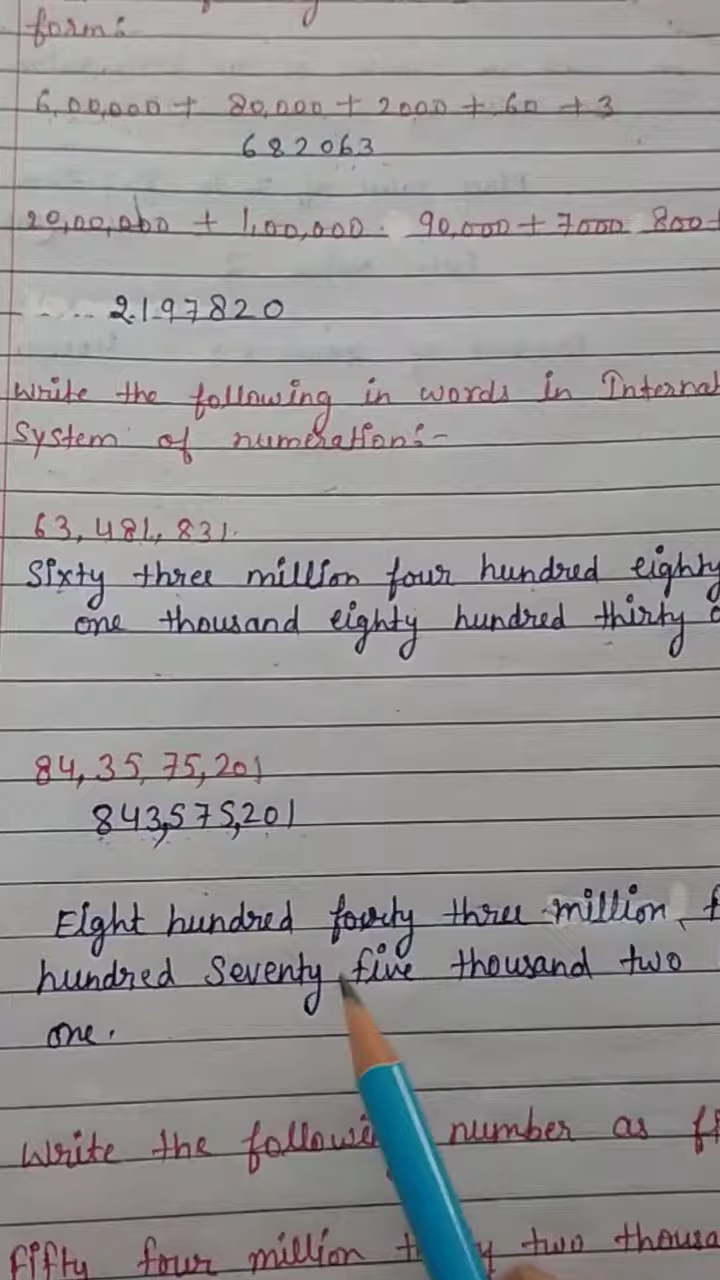 form:
6,00,000 + 80,000 + 2000 + 60 + 3
682063
20,00,000 + 1,00,000 90,000 + 7000 800+
2197820
Write the following in words in Internat
System of numeration:-
63,481,831.
Sixty three million four hundred eighty
one thousand eighty hundred thirty o
84,35,75,201
843,575,201
Eight hundred fourty three million, f
hundred Seventy five thousand two
one.
Write the following number as fi
fifty four million two thousa